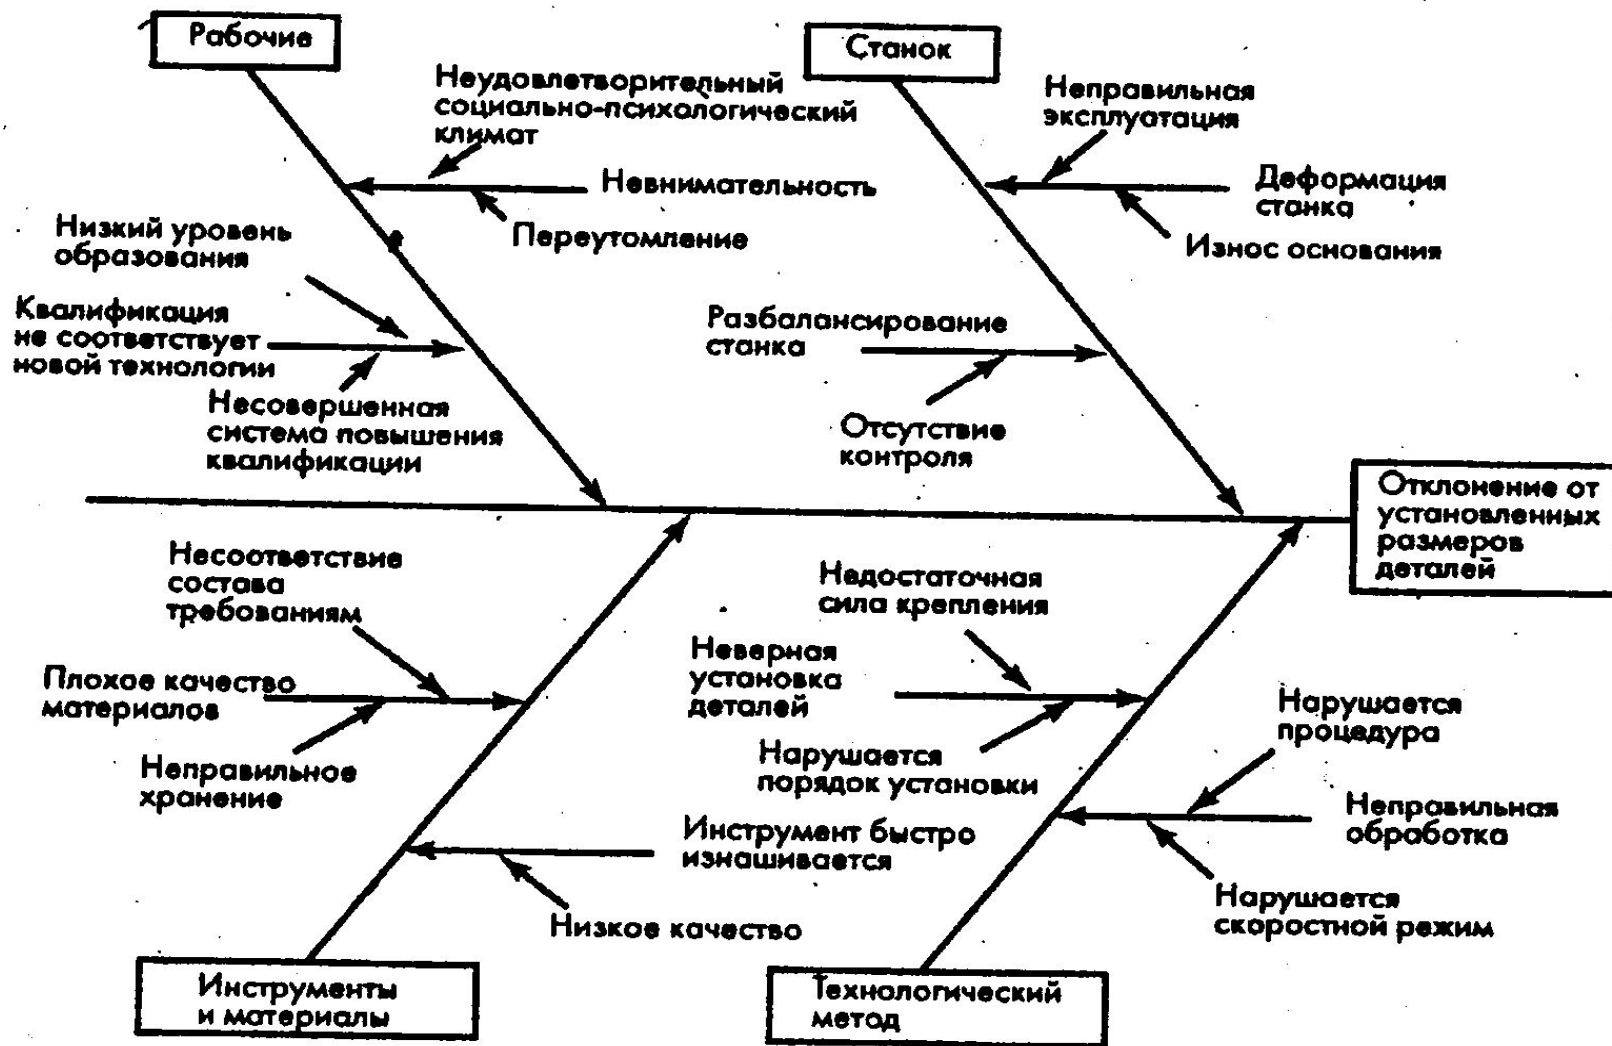 Рабочие
Станок
Неудовлетворительный
социально-психологический
климат
Неправильная
эксплуатация
Невнимательность
Деформация
станка
Низкий уровень
образования
Переутомление
Износ основания
Квалификация
не соответствует
новой технологии
Разбалансирование
станка
Несовершенная
система повышения
квалификации
Отсутствие
контроля
Отклонение от
установленных
размеров
деталей
Несоответствие
состава
требованиям
Недостаточная
сила крепления
Плохое качество
материалов
Неверная
установка
деталей
Нарушается
процедура
Неправильное
хранение
Нарушается
порядок установки
Неправильная
обработка
Инструмент быстро
изнашивается
Низкое качество
Нарушается
скоростной режим
Инструменты
и материалы
Технологический
метод